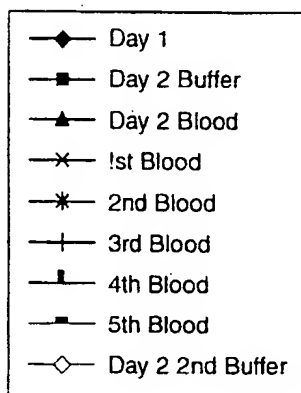 Day 1
Day 2 Buffer
Day 2 Blood
!st Blood
2nd Blood
3rd Blood
4th Blood
5th Blood
Day 2 2nd Buffer